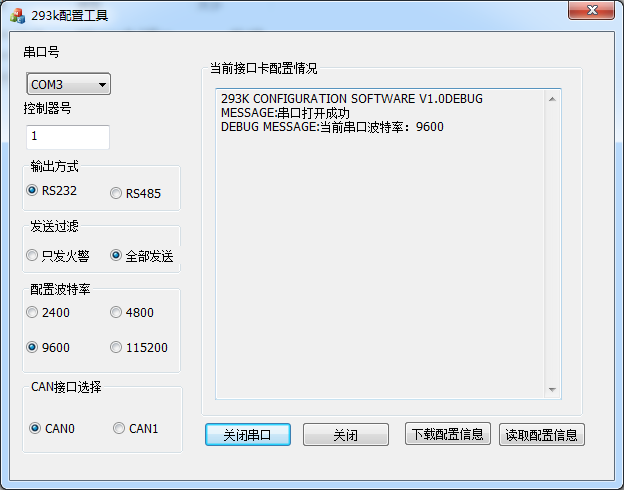 293k配置工具
串口号
COM3
控制器号
1
输出方式
RS232
RS485
发送过滤
只发火警
全部发送
配置波特率
2400
4800
9600
115200
CAN接口选择
CAN0
CAN1
当前接口卡配置情况
293K CONFIGURATION SOFTWARE V1.0DEBUG
MESSAGE:串口打开成功
DEBUG MESSAGE:当前串口波特率：9600
关闭串口
关闭
下载配置信息
读取配置信息